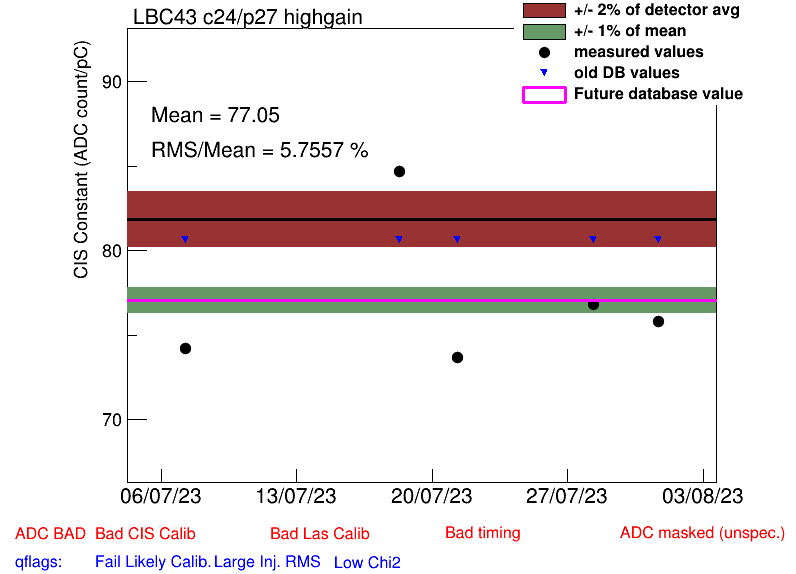 LBC43 c24/p27 highgain
+/- 2% of detector avg
+/- 1% of mean
measured values
old DB values
Future database value
CIS Constant (ADC count/pC)
Mean = 77.05
RMS/Mean = 5.7557 %
90
80
70
06/07/23 13/07/23 20/07/23 27/07/23 03/08/23
ADC BAD Bad CIS Calib Bad Las Calib Bad timing ADC masked (unspec.)
qflags: Fail Likely Calib. Large Inj. RMS Low Chi2